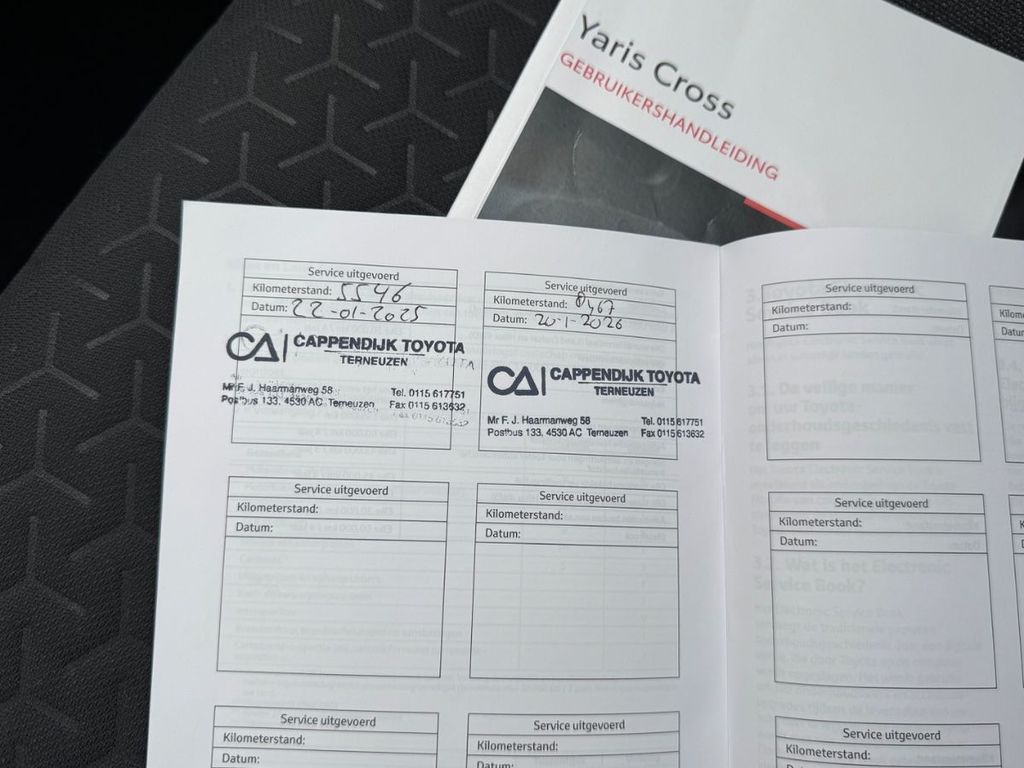 Yaris Cross
GEBRUIKERSHANDLEIDING
Service uitgevoerd
Kilometerstand: 5546
Datum: 22-01-2025
CA CAPPENDIJK TOYOTA
TERNEUZEN
Mr F. J. Haarmanweg 58 Tel. 0115 617751
Postbus 133, 4530 AC Terneuzen Fax 0115 613632
Service uitgevoerd
Kilometerstand: 8467
Datum: 20-1-2026
CA CAPPENDIJK TOYOTA
TERNEUZEN
Mr F. J. Haarmanweg 58 Tel. 0115 617751
Postbus 133, 4530 AC Terneuzen Fax 0115 613632
Service uitgevoerd
Kilometerstand:
Datum:
Service uitgevoerd
Kilometerstand:
Datum:
Service uitgevoerd
Kilometerstand:
Datum:
Service uitgevoerd
Kilometerstand:
Datum:
Service uitgevoerd
Kilometerstand:
Datum:
Service uitgevoerd
Kilometerstand:
Datum:
Service uitgevoerd
Kilometerstand: